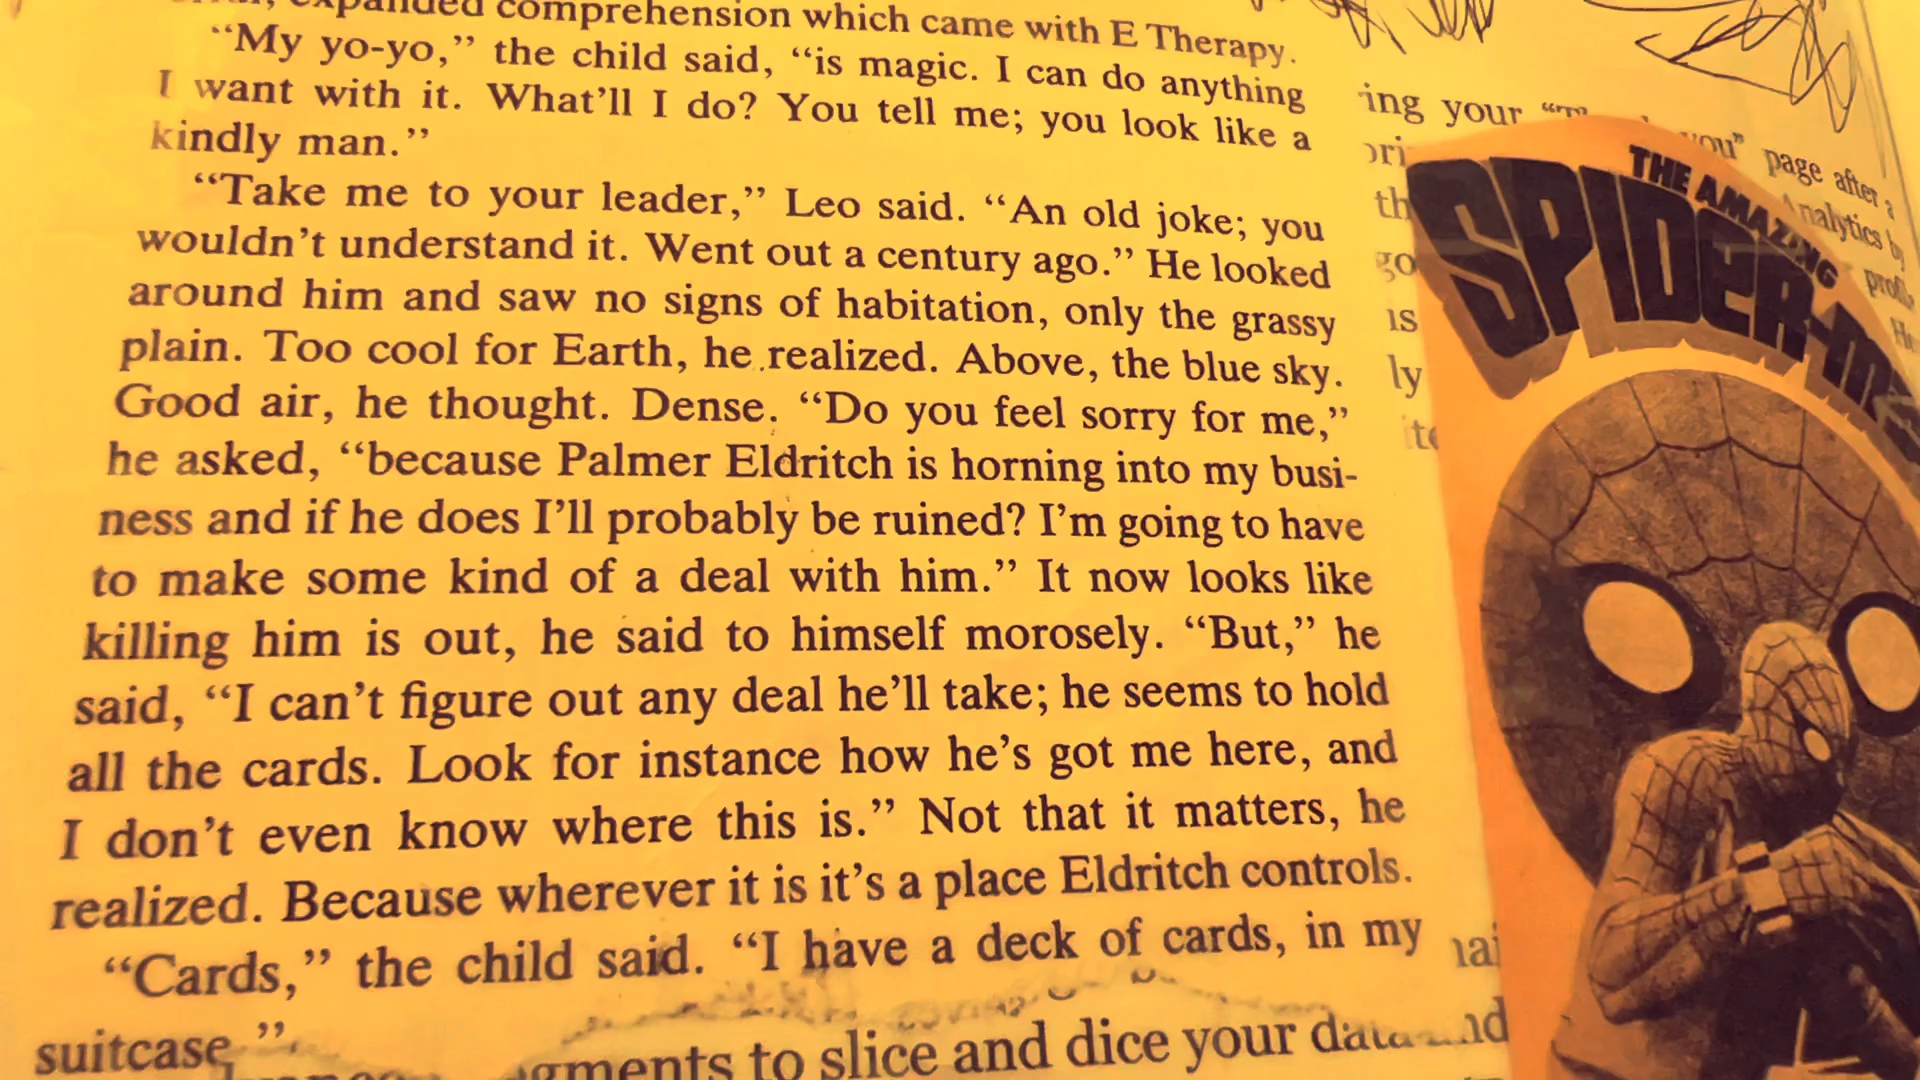 expanded comprehension which came with E Therapy.
“My yo-yo,” the child said, “is magic. I can do anything
I want with it. What'll I do? You tell me; you look like a
kindly man.”
“Take me to your leader,” Leo said. “An old joke; you
wouldn't understand it. Went out a century ago.” He looked
around him and saw no signs of habitation, only the grassy
plain. Too cool for Earth, he realized. Above, the blue sky.
Good air, he thought. Dense. “Do you feel sorry for me,”
he asked, “because Palmer Eldritch is horning into my busi-
ness and if he does I'll probably be ruined? I'm going to have
to make some kind of a deal with him.” It now looks like
killing him is out, he said to himself morosely. “But,” he
said, “I can't figure out any deal he'll take; he seems to hold
all the cards. Look for instance how he's got me here, and
I don't even know where this is.” Not that it matters, he
realized. Because wherever it is it's a place Eldritch controls.
“Cards,” the child said. “I have a deck of cards, in my
suitcase.”
to slice and dice your data
ing your you” page after a
Analytics by
go
is
ly
THE AMAZING
SPIDER-M